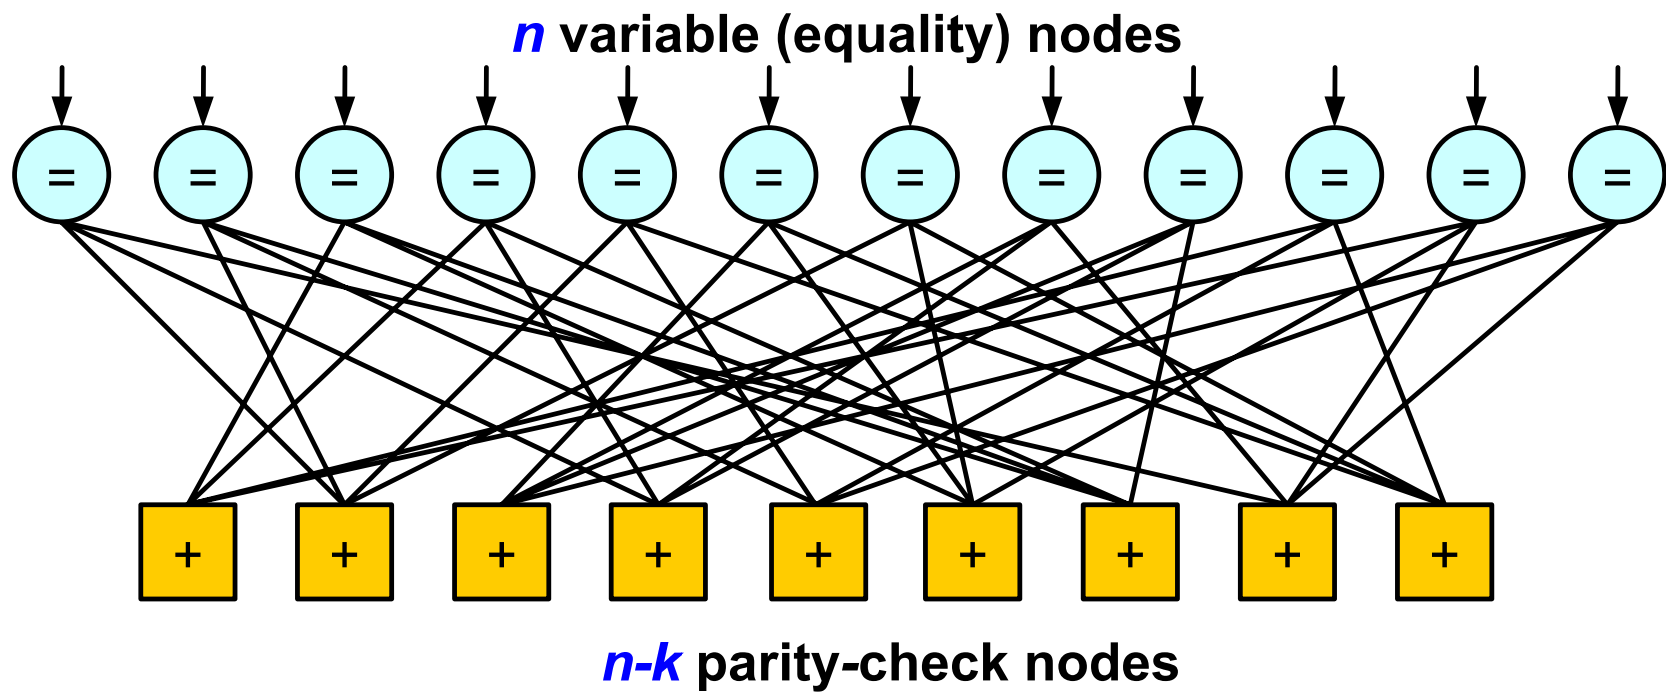 n variable (equality) nodes
= = = = = = = = = = = =
+ + + + + + + + +
n-k parity-check nodes